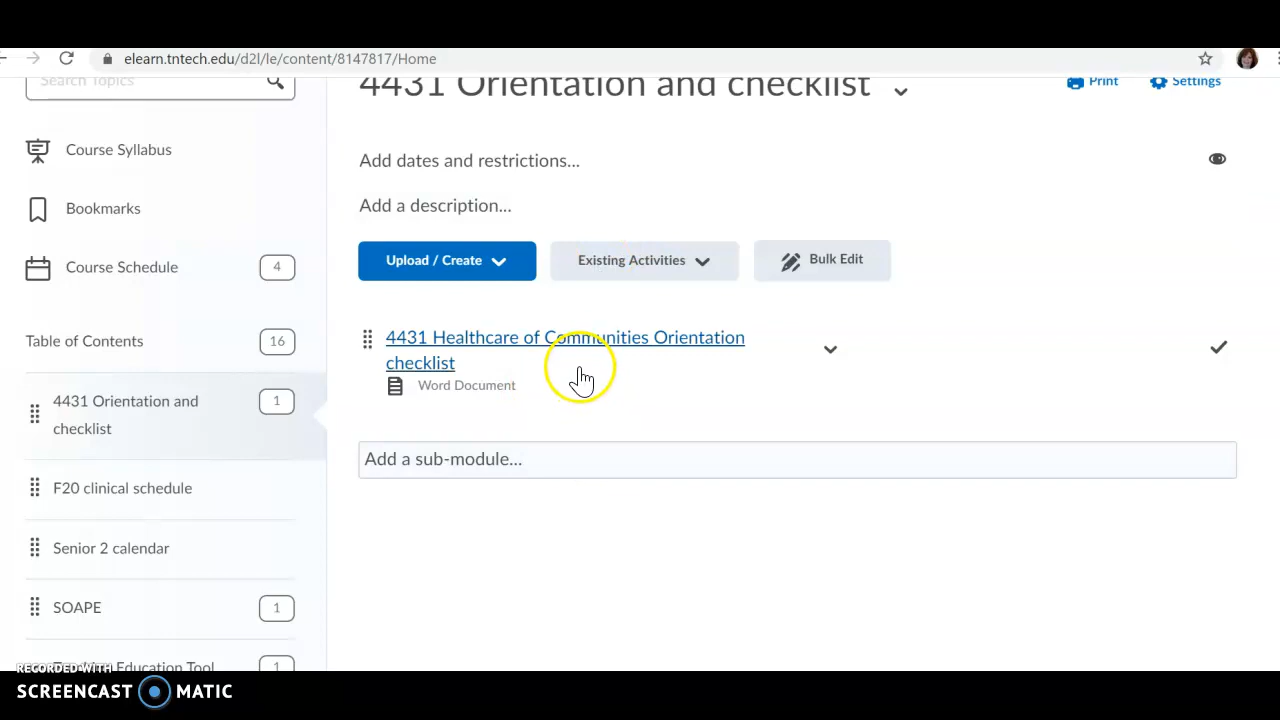 elearn.tntech.edu/d2l/le/content/8147817/Home
Search Topics
4431 Orientation and checklist
Print
Settings
Course Syllabus
Bookmarks
Course Schedule
4
Table of Contents
16
4431 Orientation and
checklist
1
F20 clinical schedule
Senior 2 calendar
SOAPE
1
Education Tool
1
Add dates and restrictions...
Add a description...
Upload / Create
Existing Activities
Bulk Edit
4431 Healthcare of Communities Orientation
checklist
Word Document
Add a sub-module...
RECORDED WITH
SCREENCAST MATIC